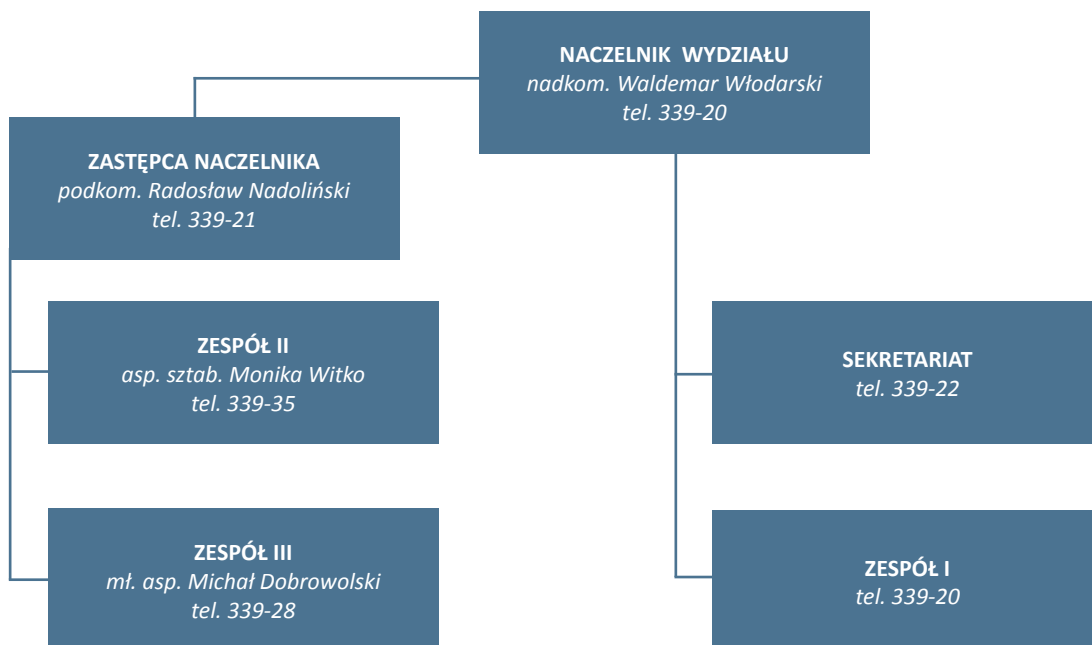 NACZELNIK WYDZIAŁU
nadkom. Waldemar Włodarski
tel. 339-20
ZASTĘPCA NACZELNIKA
podkom. Radosław Nadoliński
tel. 339-21
ZESPÓŁ II
asp. sztab. Monika Witko
tel. 339-35
SEKRETARIAT
tel. 339-22
ZESPÓŁ III
mł. asp. Michał Dobrowolski
tel. 339-28
ZESPÓŁ I
tel. 339-20